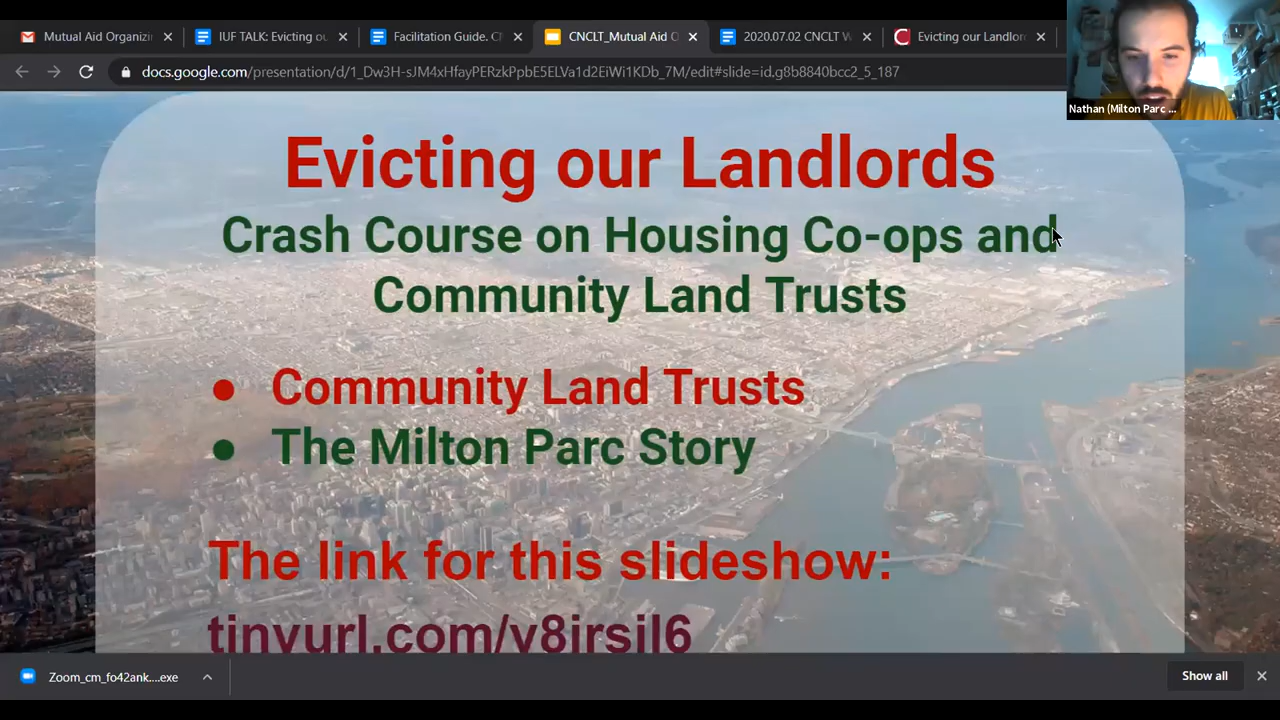 Mutual Aid Organizi
IUF TALK: Evicting ou
Facilitation Guide. Cr
CNCLT_Mutual Aid O
2020.07.02 CNCLT W
Evicting our Landlor
docs.google.com/presentation/d/1_Dw3H-sJM4xHfayPERzkPpbE5ELVa1d2EiWi1KDb_7M/edit#slide=id.g8b8840bcc2_5_187
Nathan (Milton Parc ...
Evicting our Landlords
Crash Course on Housing Co-ops and
Community Land Trusts
● Community Land Trusts
● The Milton Parc Story
The link for this slideshow:
Zoom_cm_fo42ank....exe
Show all